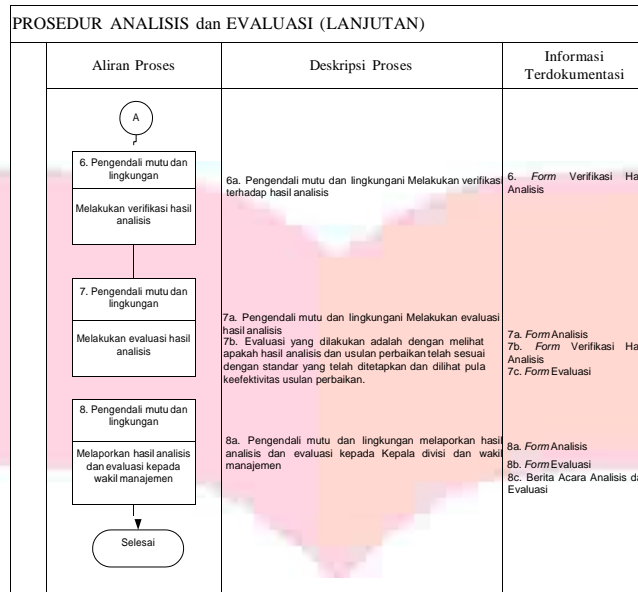 PROSEDUR ANALISIS dan EVALUASI (LANJUTAN)
Aliran Proses
Deskripsi Proses
Informasi
Terdokumentasi
A
6. Pengendali mutu dan
lingkungan
Melakukan verifikasi hasil
analisis
6a. Pengendali mutu dan lingkungani Melakukan verifikasi
terhadap hasil analisis
6. Form Verifikasi Ha
Analisis
7. Pengendali mutu dan
lingkungan
Melakukan evaluasi hasil
analisis
7a. Pengendali mutu dan lingkungani Melakukan evaluasi
hasil analisis
7b. Evaluasi yang dilakukan adalah dengan melihat
apakah hasil analisis dan usulan perbaikan telah sesuai
dengan standar yang telah ditetapkan dan dilihat pula
keefektivitas usulan perbaikan.
7a. Form Analisis
7b. Form Verifikasi Ha
Analisis
7c. Form Evaluasi
8. Pengendali mutu dan
lingkungan
Melaporkan hasil analisis
dan evaluasi kepada
wakil manajemen
8a. Pengendali mutu dan lingkungan melaporkan hasil
analisis dan evaluasi kepada Kepala divisi dan wakil
manajemen
8a. Form Analisis
8b. Form Evaluasi
8c. Berita Acara Analisis da
Evaluasi
Selesai